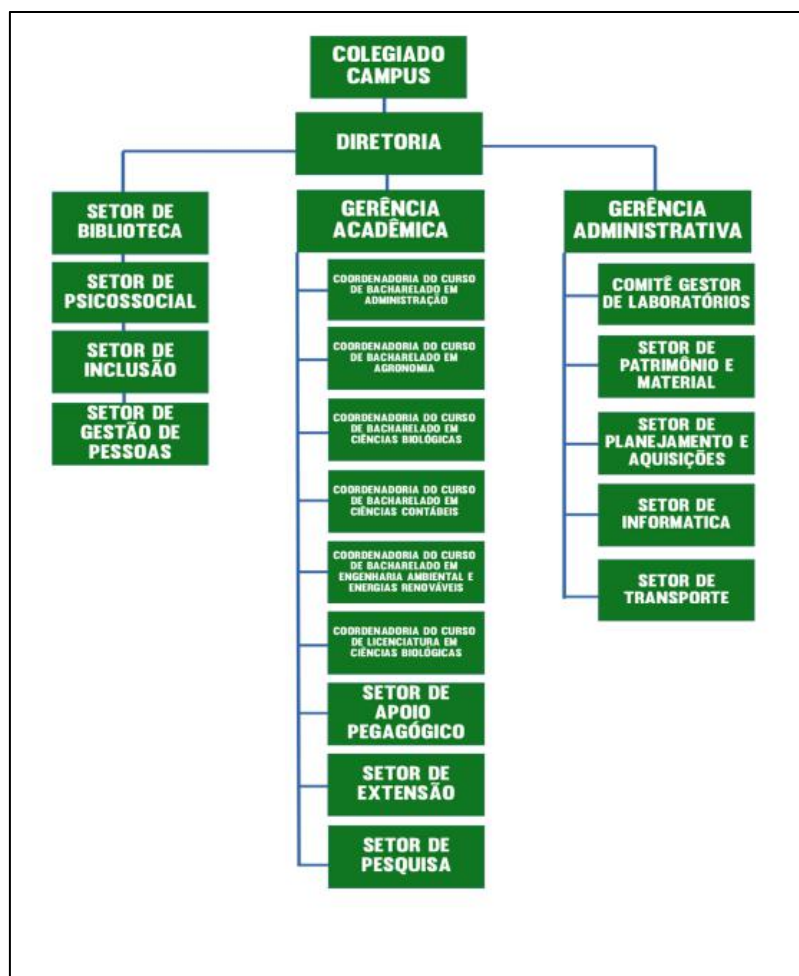 COLEGIADO
CAMPUS
DIRETORIA
SETOR DE
BIBLIOTECA
SETOR DE
PSICOSSOCIAL
SETOR DE
INCLUSÃO
SETOR DE
GESTÃO DE
PESSOAS
GERÊNCIA
ACADÊMICA
COORDENADORIA DO CURSO
DE BACHARELADO EM
ADMINISTRAÇÃO
COORDENADORIA DO CURSO
DE BACHARELADO EM
AGRONOMIA
COORDENADORIA DO CURSO
DE BACHARELADO EM
CIÊNCIAS BIOLÓGICAS
COORDENADORIA DO CURSO
DE BACHARELADO EM
CIÊNCIAS CONTÁBEIS
COORDENADORIA DO CURSO
DE BACHARELADO EM
ENGENHARIA AMBIENTAL E
ENERGIAS RENOVÁVEIS
COORDENADORIA DO CURSO
DE LICENCIATURA EM
CIÊNCIAS BIOLÓGICAS
SETOR DE
APOIO
PEGAGÓGICO
SETOR DE
EXTENSÃO
SETOR DE
PESQUISA
GERÊNCIA
ADMINISTRATIVA
COMITÊ GESTOR
DE LABORATÓRIOS
SETOR DE
PATRIMÔNIO E
MATERIAL
SETOR DE
PLANEJAMENTO E
AQUISIÇÕES
SETOR DE
INFORMATICA
SETOR DE
TRANSPORTE